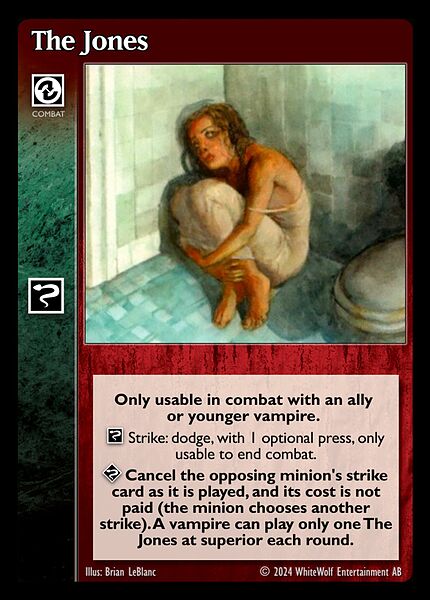 The Jones
COMBAT
Only usable in combat with an ally
or younger vampire.
Strike: dodge, with 1 optional press, only
usable to end combat.
Cancel the opposing minion's strike
card as it is played, and its cost is not
paid (the minion chooses another
strike). A vampire can play only one The
Jones at superior each round.
Illus: Brian LeBlanc
© 2024 WhiteWolf Entertainment AB